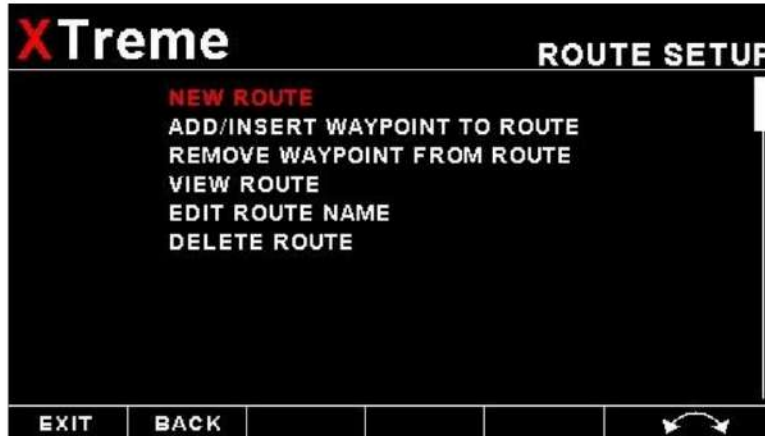 XTreme
ROUTE SETUP
NEW ROUTE
ADD/INSERT WAYPOINT TO ROUTE
REMOVE WAYPOINT FROM ROUTE
VIEW ROUTE
EDIT ROUTE NAME
DELETE ROUTE
EXIT BACK